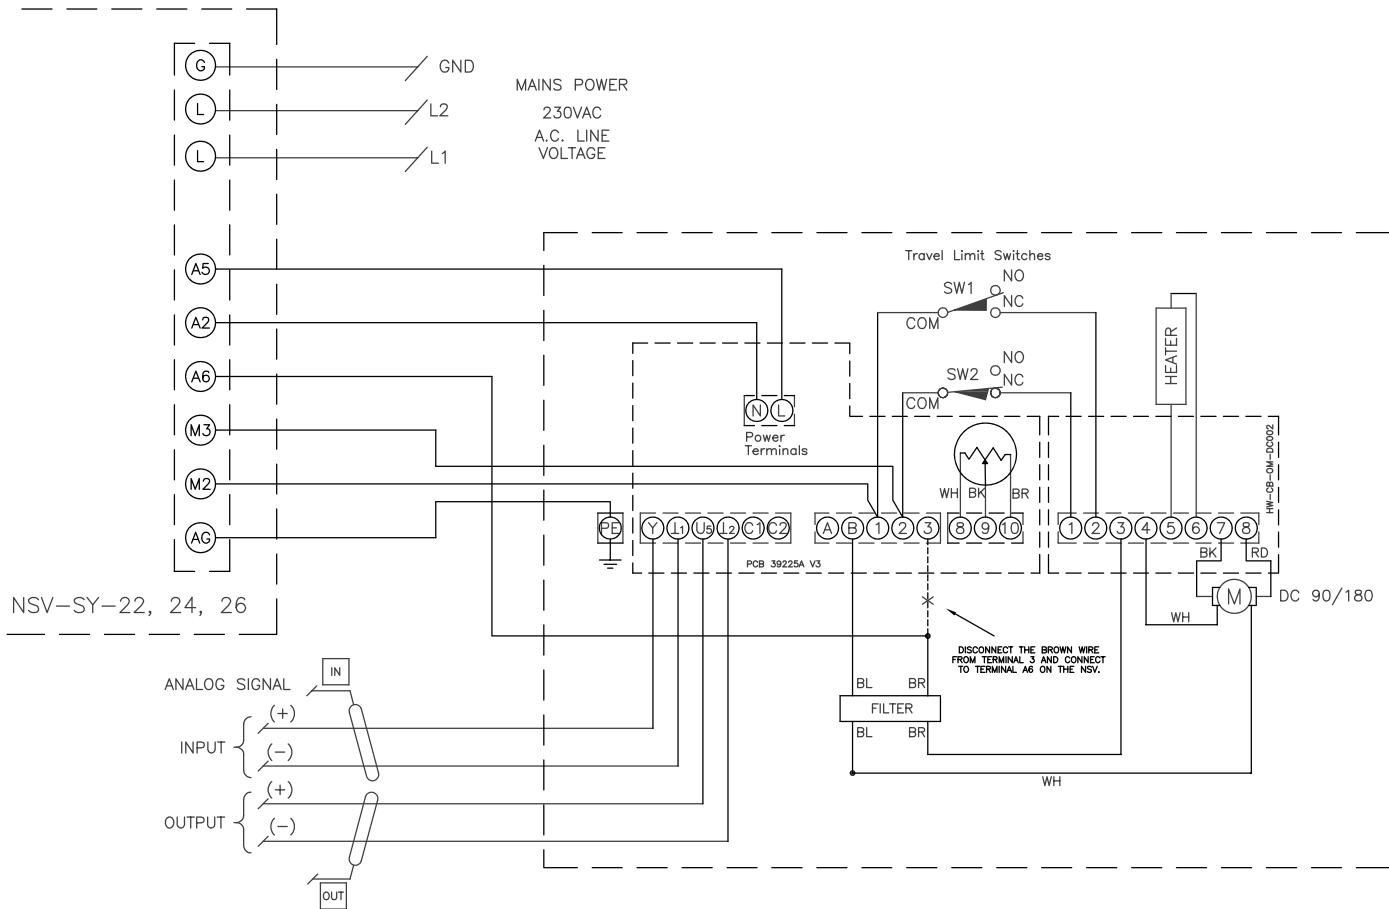 G
GND
L
L2
L
L1
MAINS POWER
230VAC
A.C. LINE
VOLTAGE
A5
A2
A6
M3
M2
AG
NSV-SY-22, 24, 26
Travel Limit Switches
SW1
NO
NC
COM
SW2
NO
NC
COM
HEATER
N L
Power
Terminals
WH BK BR
HW-CB-OM-DC002
PE
Y ⊥1 U5 ⊥2 C1 C2
A B 1 2 3
8 9 10
1 2 3 4 5 6 7 8
PCB 39225A V3
BK RD
M
DC 90/180
WH
DISCONNECT THE BROWN WIRE
FROM TERMINAL 3 AND CONNECT
TO TERMINAL A6 ON THE NSV.
BL BR
FILTER
BL BR
WH
IN
ANALOG SIGNAL
(+)
INPUT
(-)
(+)
OUTPUT
(-)
OUT